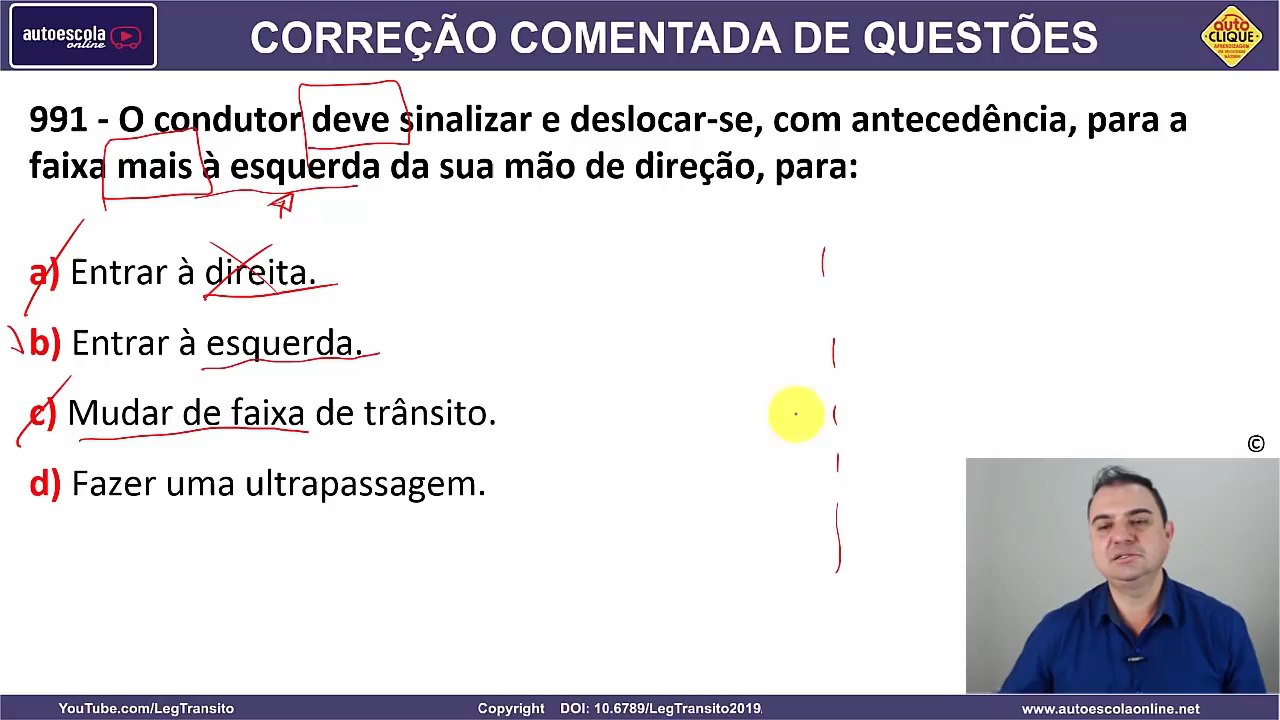 autoescola
online
CORREÇÃO COMENTADA DE QUESTÕES
auto
CLIQUE
991 - O condutor deve sinalizar e deslocar-se, com antecedência, para a
faixa mais à esquerda da sua mão de direção, para:
a) Entrar à direita.
b) Entrar à esquerda.
c) Mudar de faixa de trânsito.
d) Fazer uma ultrapassagem.
©
YouTube.com/LegTransito
Copyright DOI: 10.6789/LegTransito2019
www.autoescolaonline.net